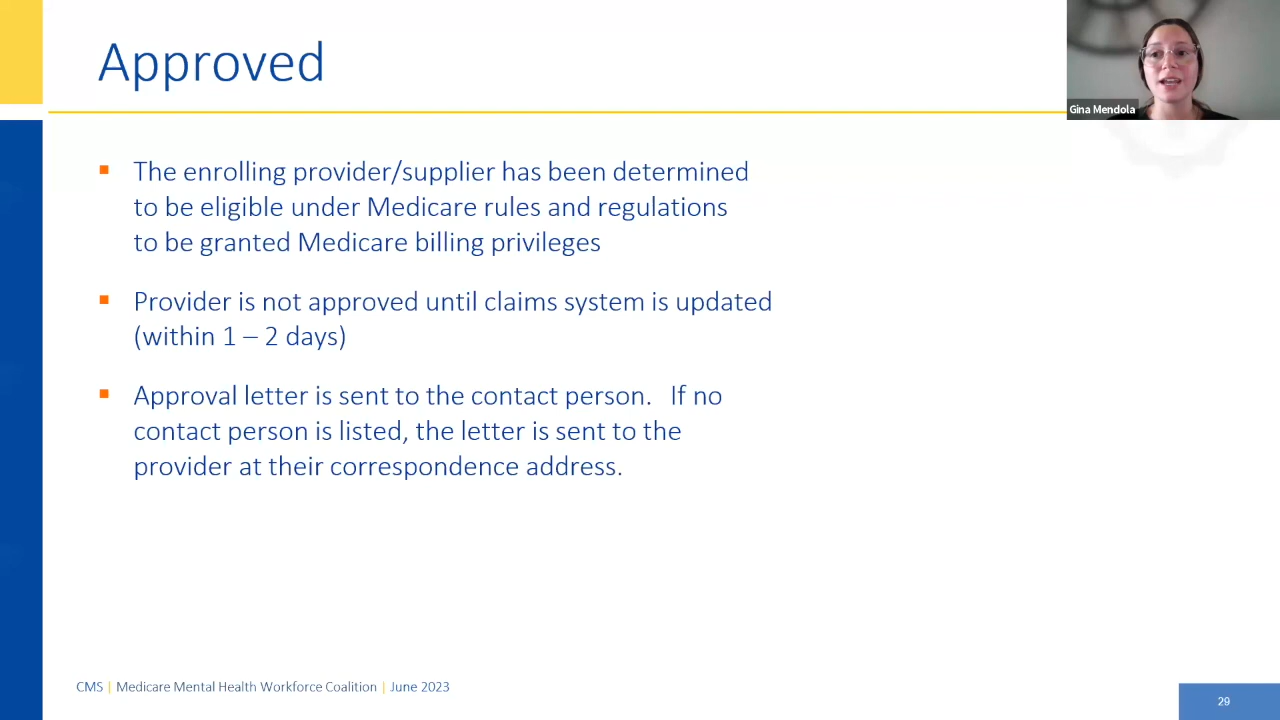 Approved
Gina Mendola
The enrolling provider/supplier has been determined
to be eligible under Medicare rules and regulations
to be granted Medicare billing privileges
Provider is not approved until claims system is updated
(within 1 – 2 days)
Approval letter is sent to the contact person.   If no
contact person is listed, the letter is sent to the
provider at their correspondence address.
CMS | Medicare Mental Health Workforce Coalition | June 2023
29